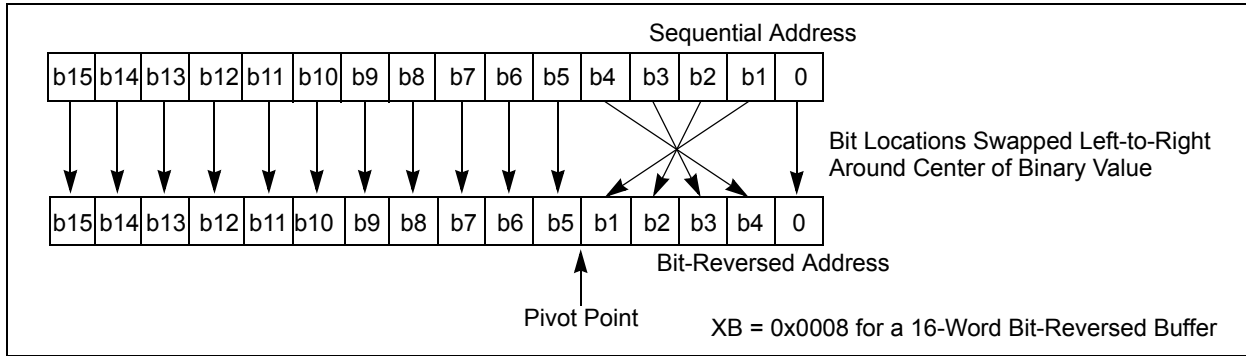 Sequential Address
b15 b14 b13 b12 b11 b10 b9 b8 b7 b6 b5 b4 b3 b2 b1 0
Bit Locations Swapped Left-to-Right
Around Center of Binary Value
b15 b14 b13 b12 b11 b10 b9 b8 b7 b6 b5 b1 b2 b3 b4 0
Bit-Reversed Address
Pivot Point
XB = 0x0008 for a 16-Word Bit-Reversed Buffer